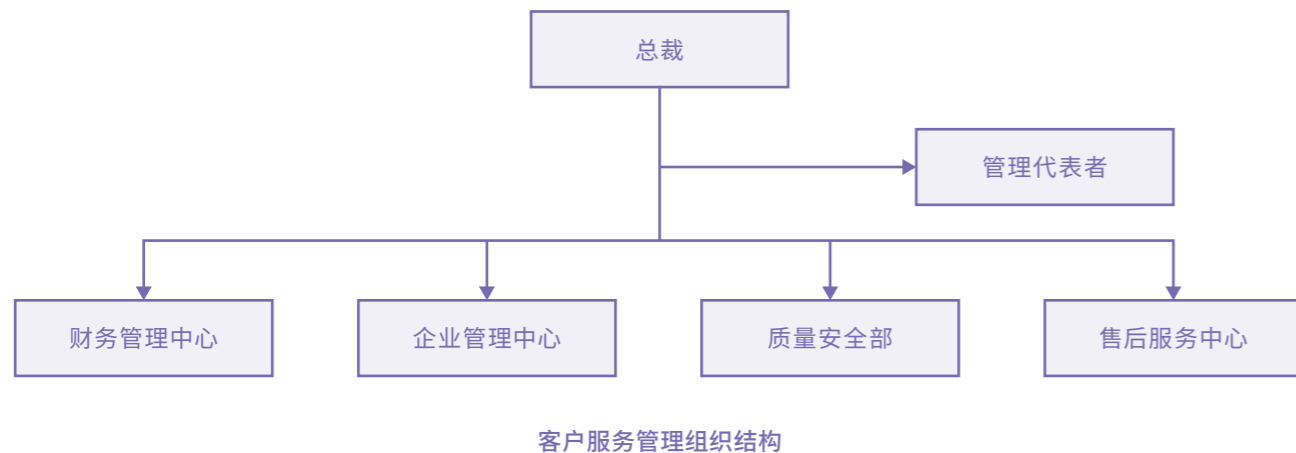 总裁
管理代表者
财务管理中心
企业管理中心
质量安全部
售后服务中心
客户服务管理组织结构